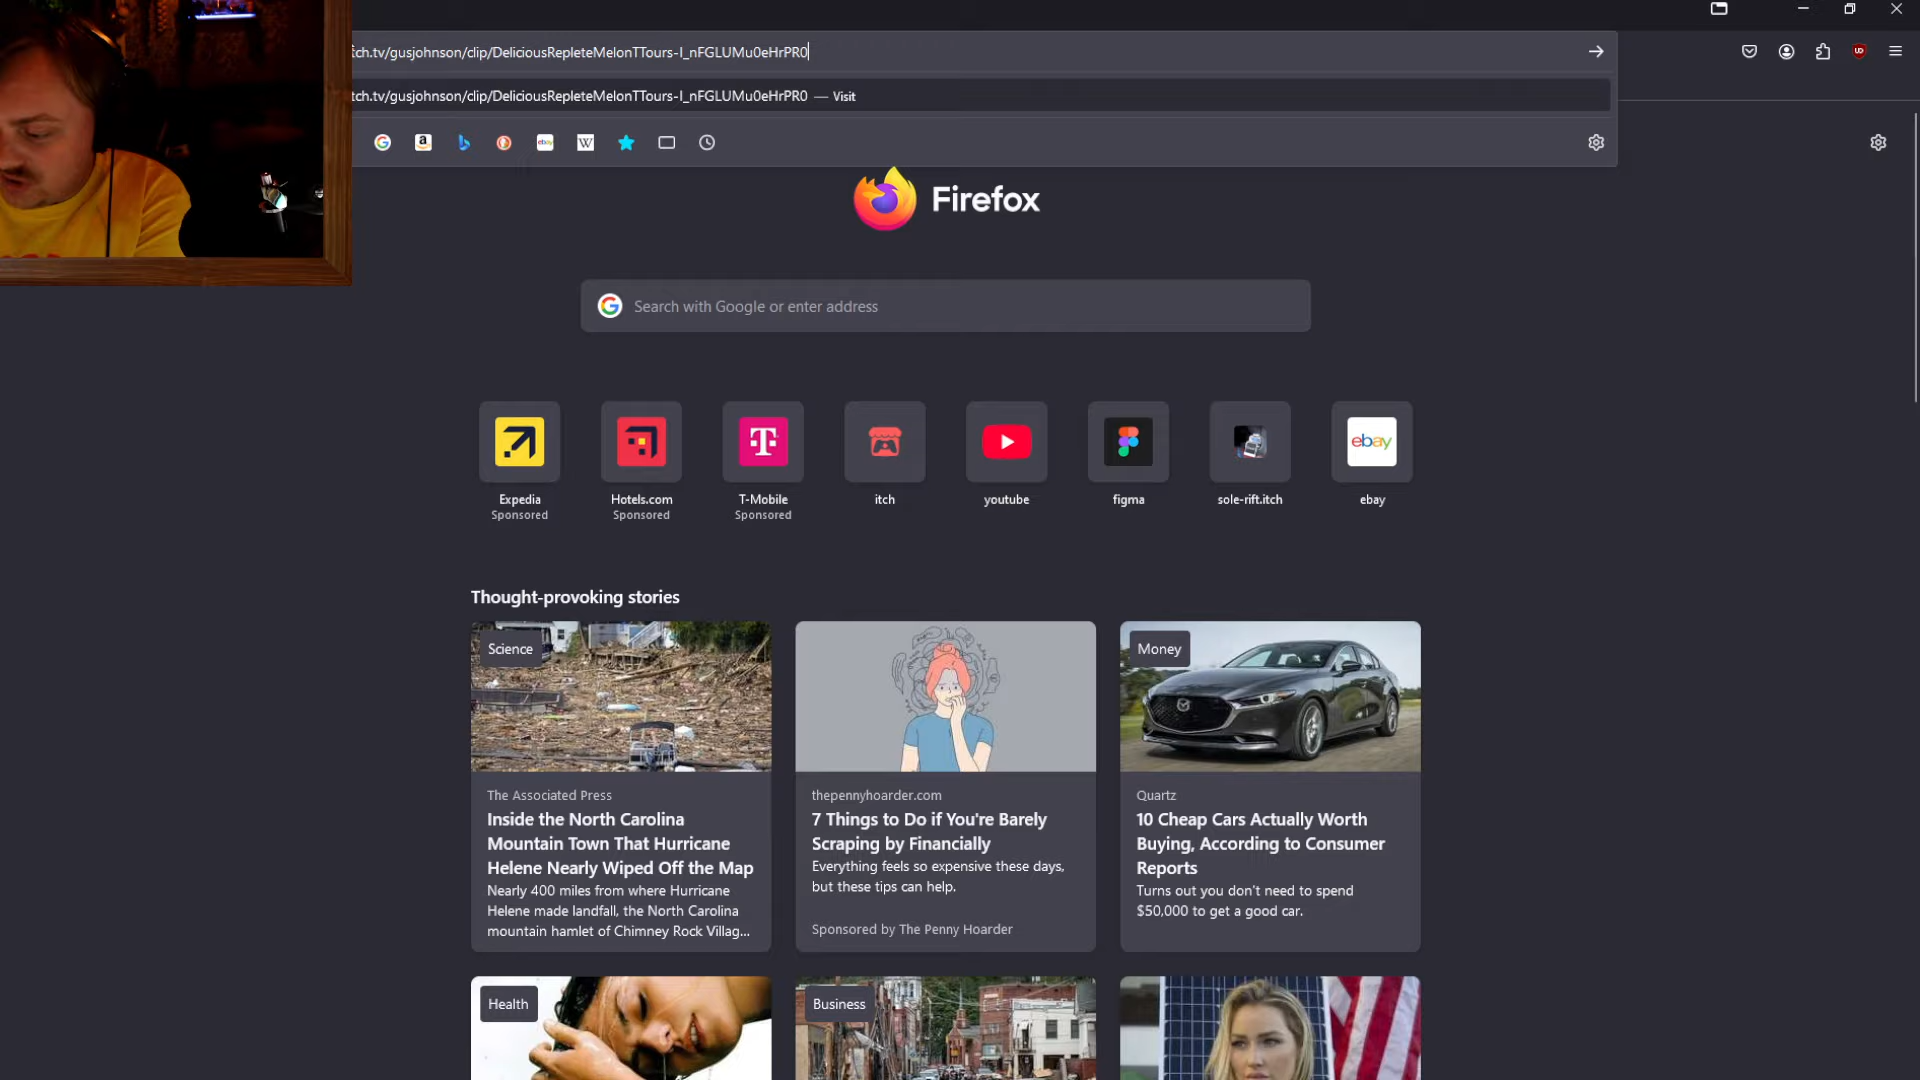 tch.tv/gusjohnson/clip/DeliciousRepleteMelonTTours-I_nFGLUMu0eHrPR0
tch.tv/gusjohnson/clip/DeliciousRepleteMelonTTours-I_nFGLUMu0eHrPR0 — Visit
Firefox
Search with Google or enter address
ebay
Expedia
Sponsored
Hotels.com
Sponsored
T-Mobile
Sponsored
itch
youtube
figma
sole-rift.itch
ebay
Thought-provoking stories
Science
The Associated Press
Inside the North Carolina
Mountain Town That Hurricane
Helene Nearly Wiped Off the Map
Nearly 400 miles from where Hurricane
Helene made landfall, the North Carolina
mountain hamlet of Chimney Rock Villag...
thepennyhoarder.com
7 Things to Do if You're Barely
Scraping by Financially
Everything feels so expensive these days,
but these tips can help.
Sponsored by The Penny Hoarder
Money
Quartz
10 Cheap Cars Actually Worth
Buying, According to Consumer
Reports
Turns out you don't need to spend
$50,000 to get a good car.
Health
Business